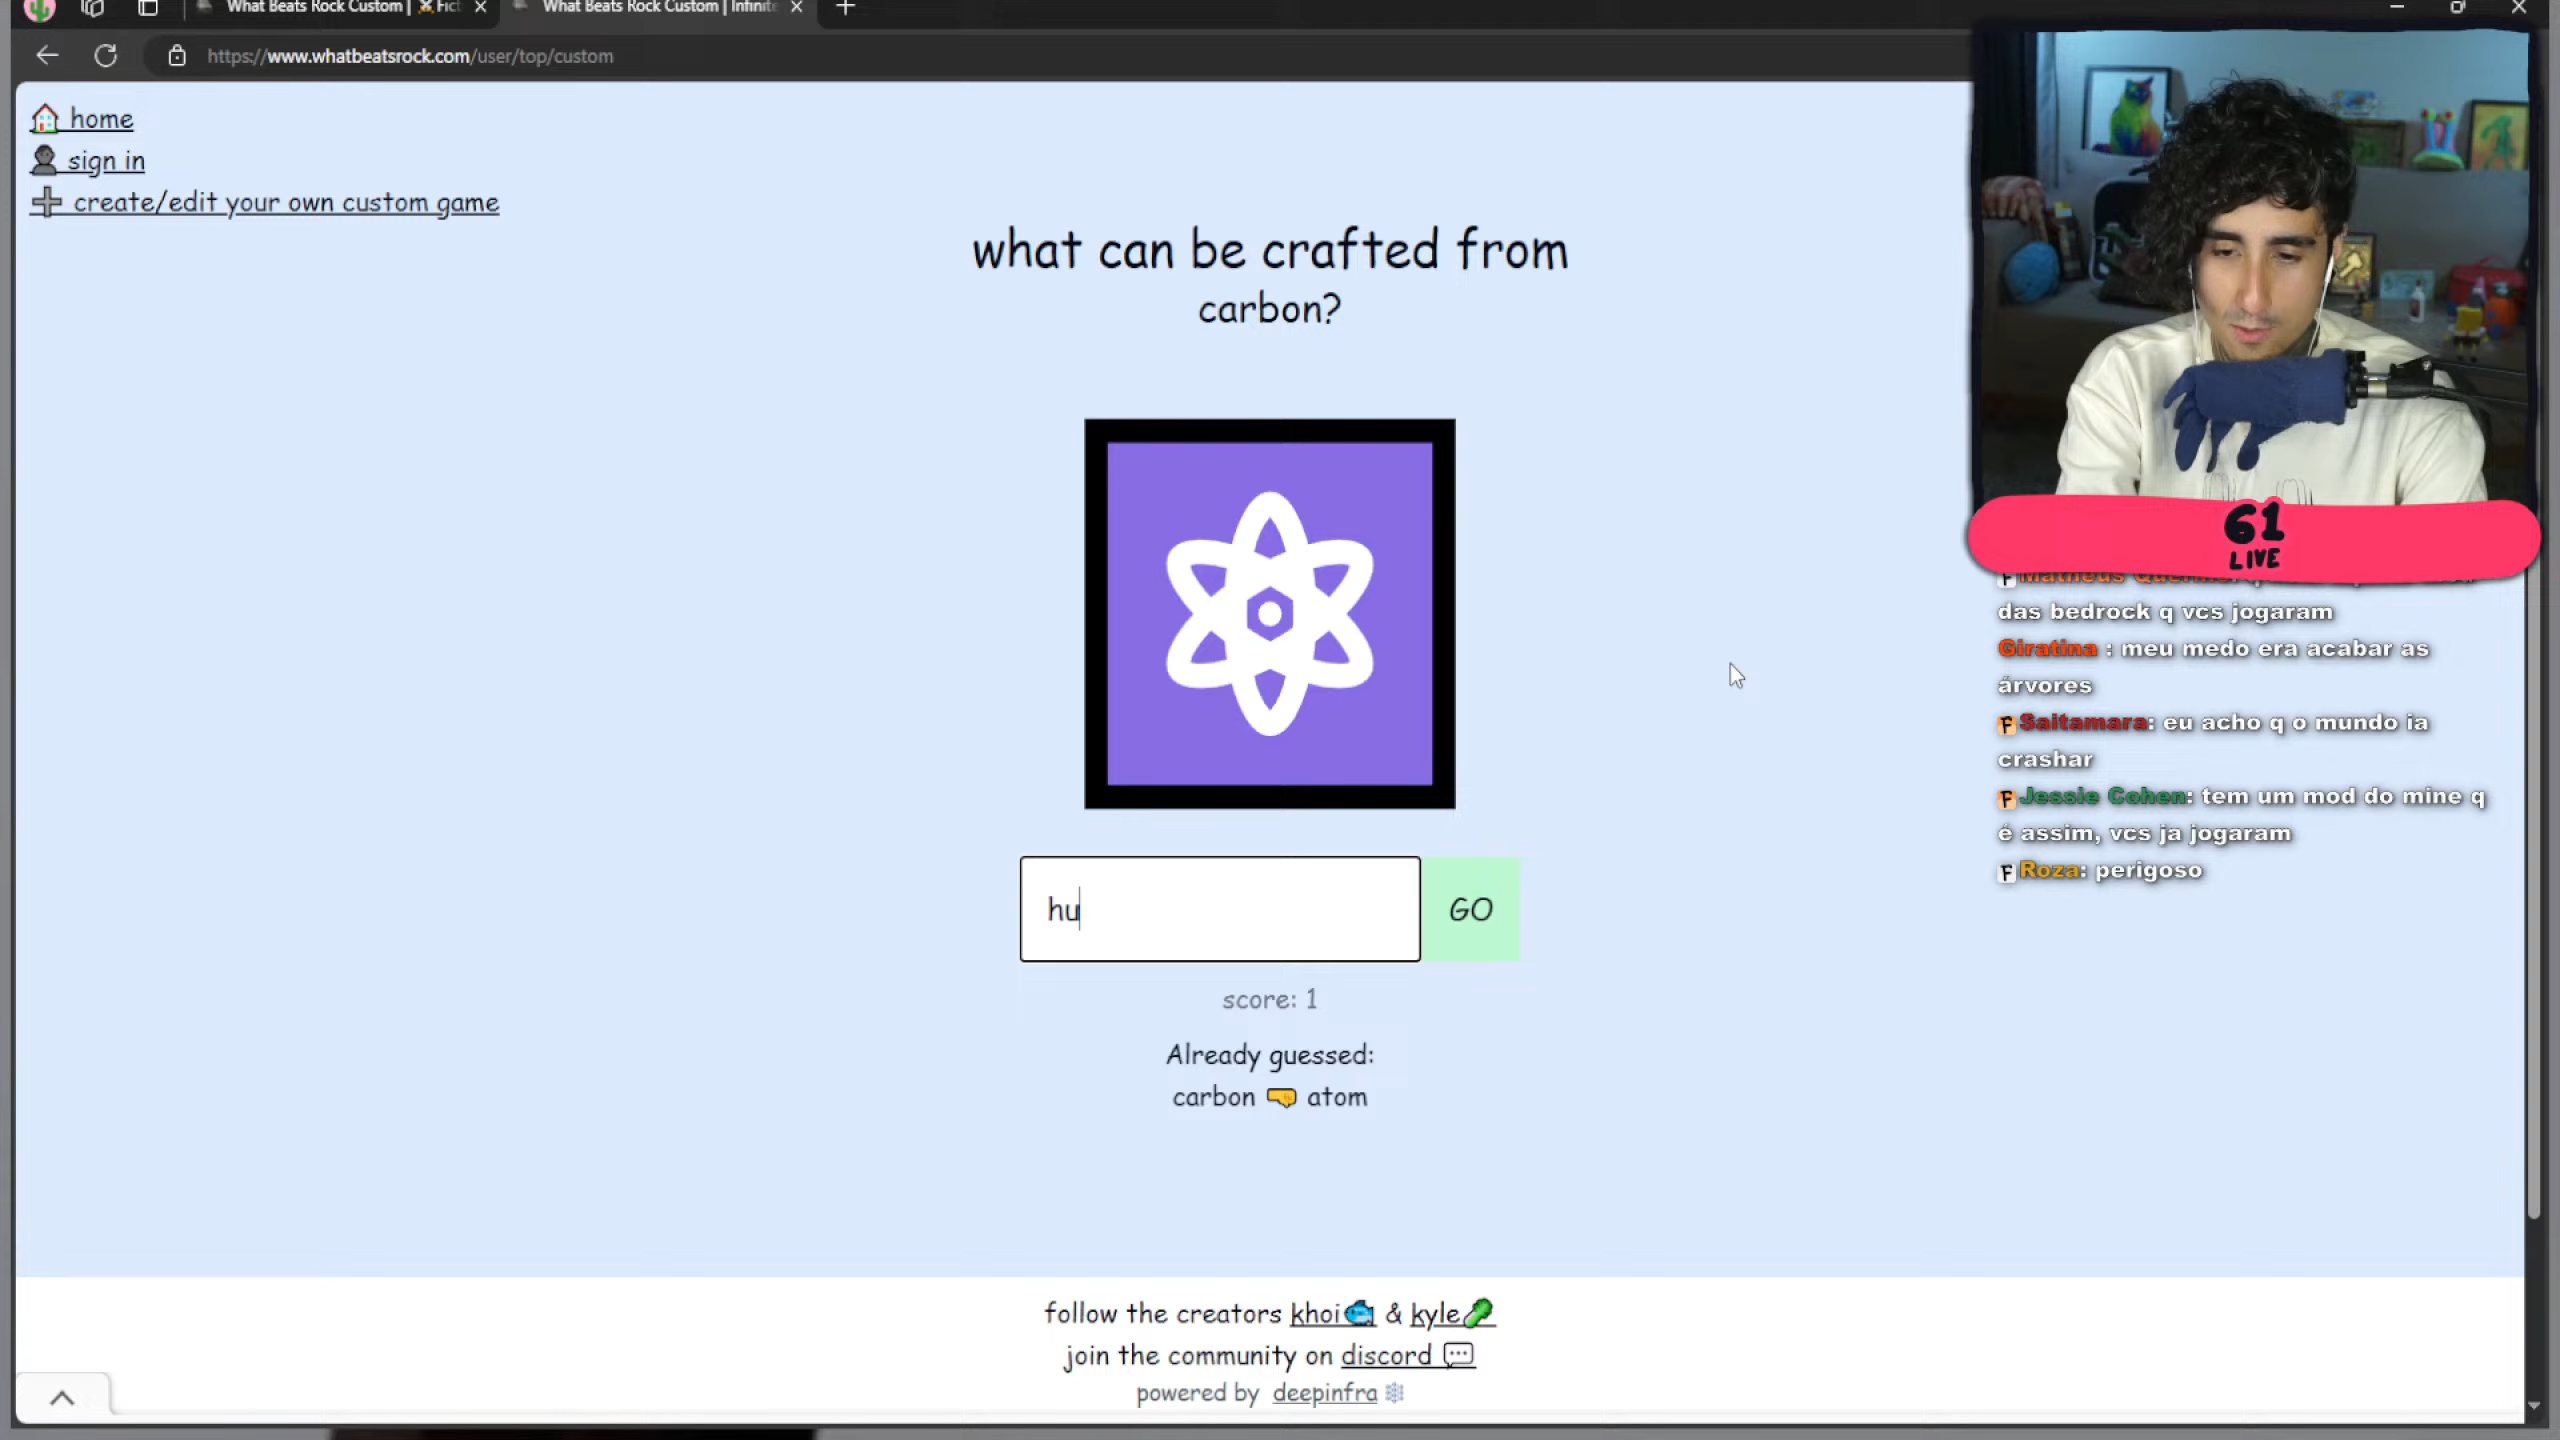 What Beats Rock Custom | Fict
What Beats Rock Custom | Infinite
https://www.whatbeatsrock.com/user/top/custom
home
sign in
create/edit your own custom game
what can be crafted from
carbon?
hu
GO
score: 1
Already guessed:
carbon 🤜 atom
follow the creators khoi🐟 & kyle🥒
join the community on discord 💬
powered by deepinfra
61
LIVE
das bedrock q vcs jogaram
Giratina : meu medo era acabar as
árvores
Saitamara: eu acho q o mundo ia
crashar
Jessie Cohen: tem um mod do mine q
é assim, vcs ja jogaram
Roza: perigoso